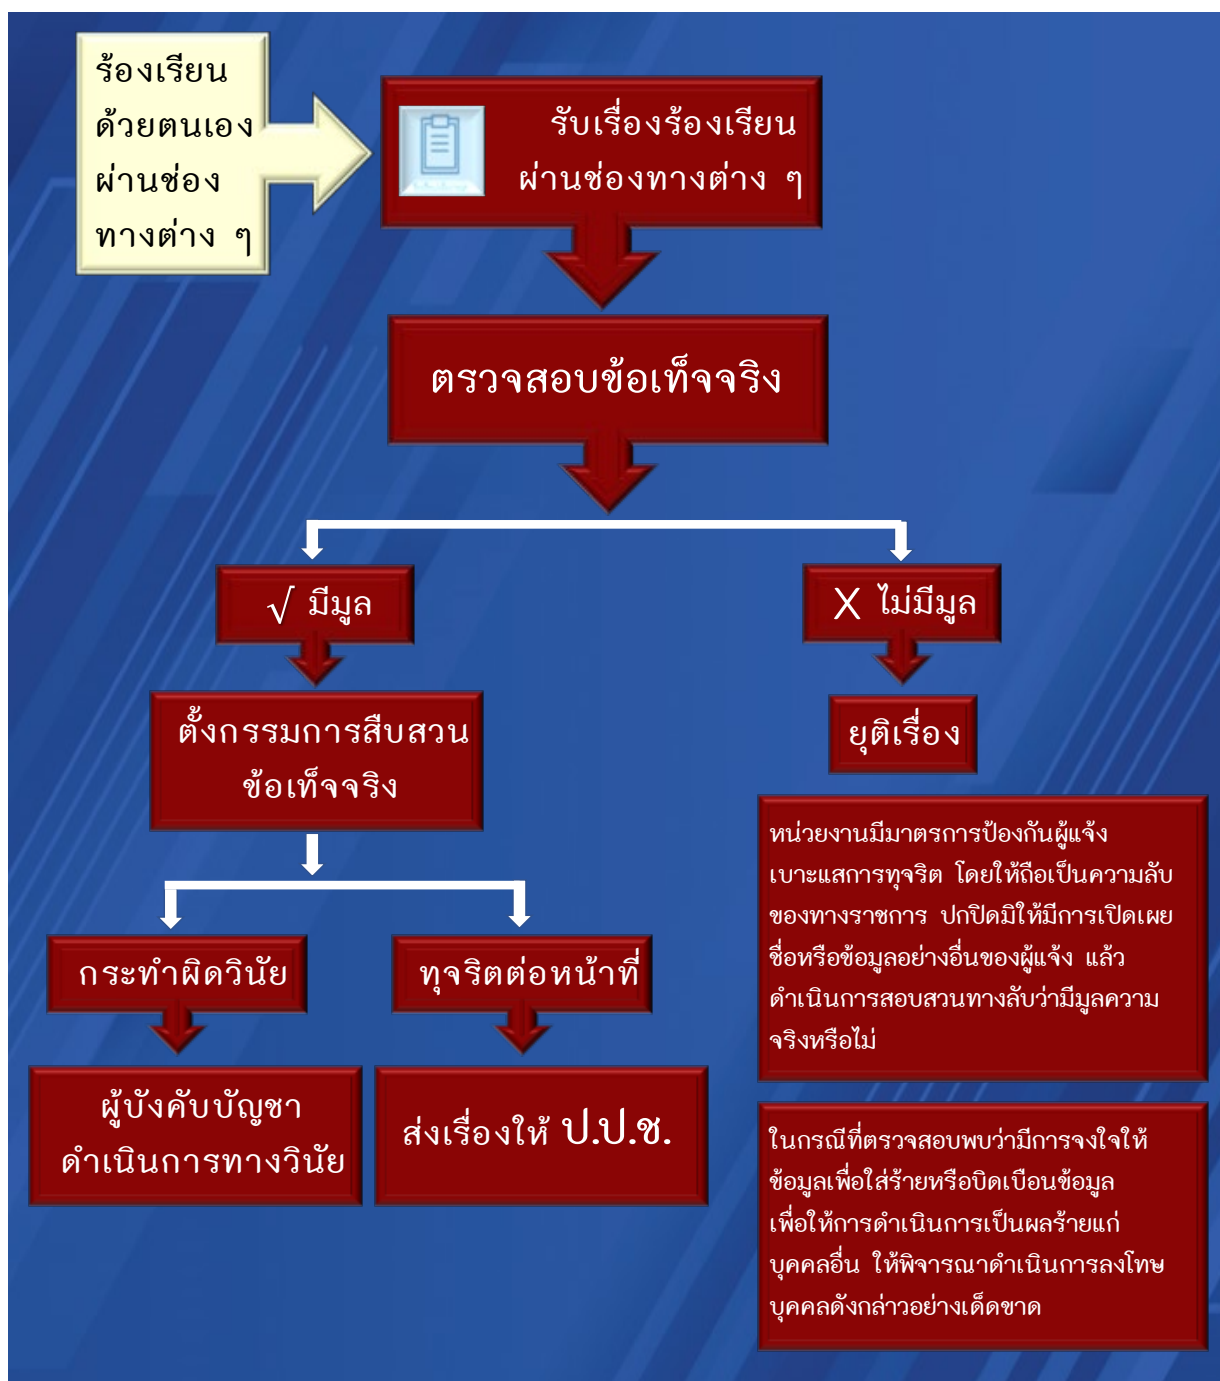 ร้องเรียน
ด้วยตนเอง
ผ่านช่อง
ทางต่าง ๆ
รับเรื่องร้องเรียน
ผ่านช่องทางต่าง ๆ
ตรวจสอบข้อเท็จจริง
√ มีมูล
X ไม่มีมูล
ตั้งกรรมการสืบสวน
ข้อเท็จจริง
ยุติเรื่อง
กระทำผิดวินัย
ทุจริตต่อหน้าที่
ผู้บังคับบัญชา
ดำเนินการทางวินัย
ส่งเรื่องให้ ป.ป.ช.
หน่วยงานมีมาตรการป้องกันผู้แจ้ง
เบาะแสการทุจริต โดยให้ถือเป็นความลับ
ของทางราชการ ปกปิดมิให้มีการเปิดเผย
ชื่อหรือข้อมูลอย่างอื่นของผู้แจ้ง แล้ว
ดำเนินการสอบสวนทางลับว่ามีมูลความ
จริงหรือไม่
ในกรณีที่ตรวจสอบพบว่ามีการจงใจให้
ข้อมูลเพื่อใส่ร้ายหรือบิดเบือนข้อมูล
เพื่อให้การดำเนินการเป็นผลร้ายแก่
บุคคลอื่น ให้พิจารณาดำเนินการลงโทษ
บุคคลดังกล่าวอย่างเด็ดขาด